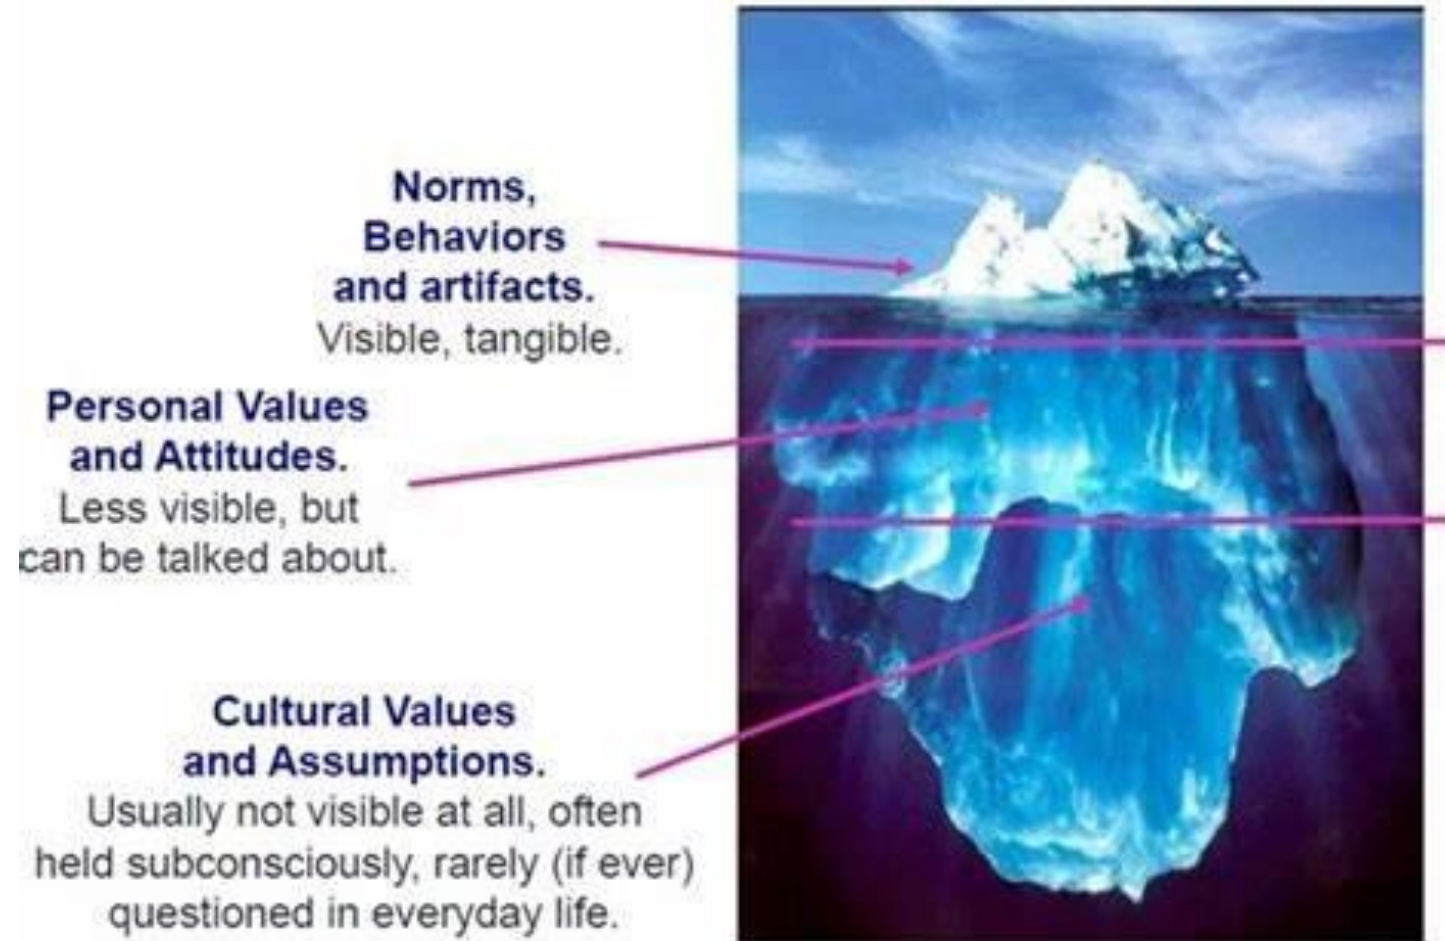 Norms,
Behaviors
and artifacts.
Visible, tangible.
Personal Values
and Attitudes.
Less visible, but
can be talked about.
Cultural Values
and Assumptions.
Usually not visible at all, often
held subconsciously, rarely (if ever)
questioned in everyday life.